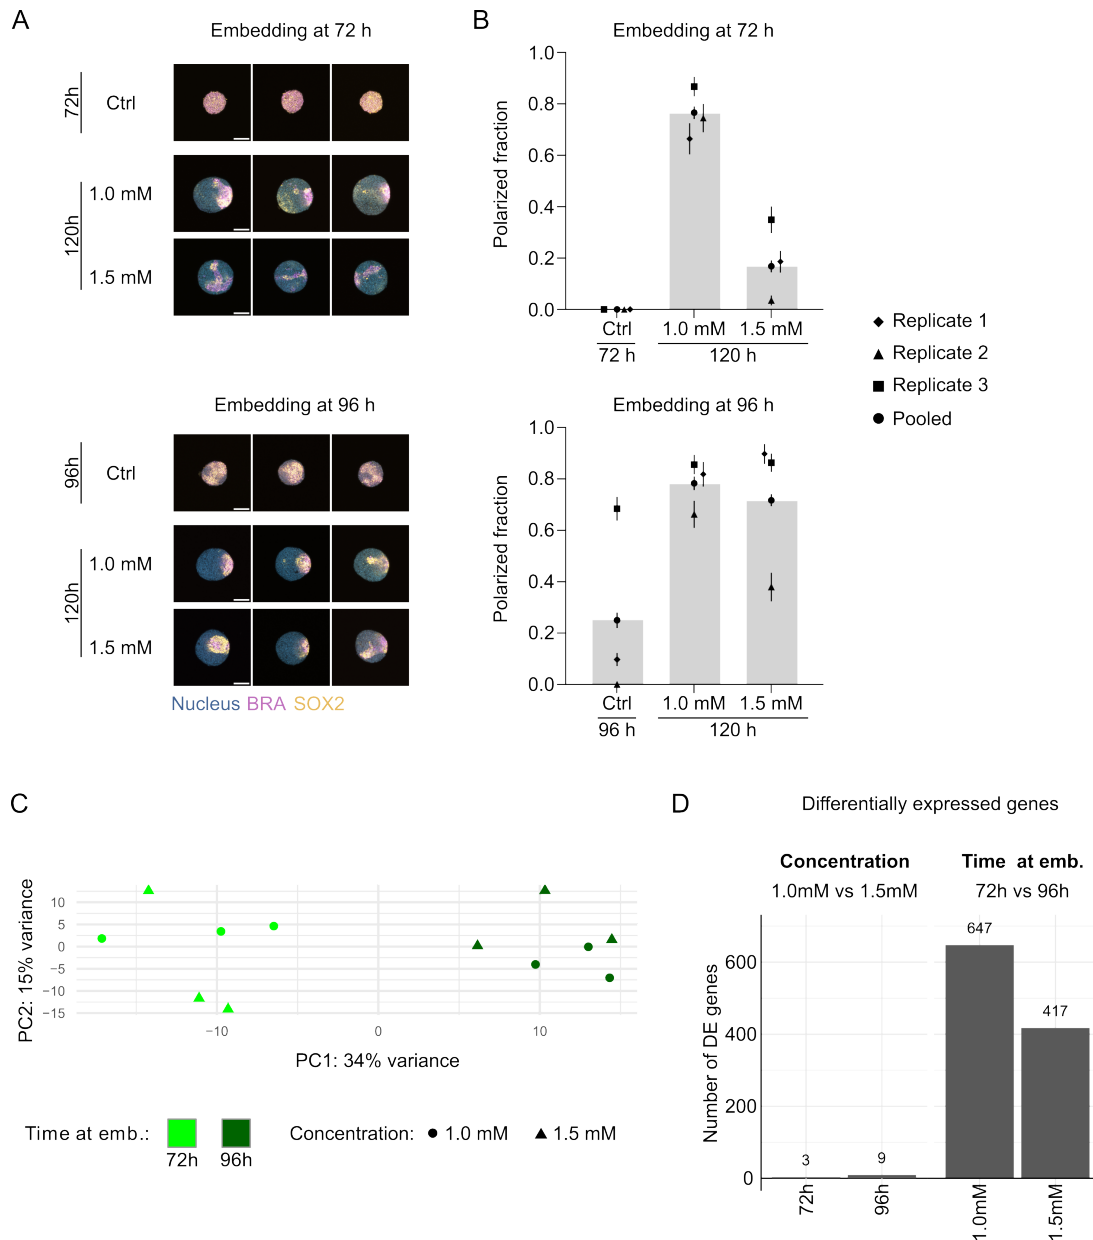 A
Embedding at 72 h
72h
Ctrl
120h
1.0 mM
1.5 mM
Embedding at 96 h
96h
Ctrl
120h
1.0 mM
1.5 mM
Nucleus BRA SOX2
B
Embedding at 72 h
Polarized fraction
1.0
0.8
0.6
0.4
0.2
0.0
Ctrl 1.0 mM 1.5 mM
72 h 120 h
Embedding at 96 h
Polarized fraction
1.0
0.8
0.6
0.4
0.2
0.0
Ctrl 1.0 mM 1.5 mM
96 h 120 h
Replicate 1
Replicate 2
Replicate 3
Pooled
C
PC2: 15% variance
10
5
0
−5
−10
−15
−10 0 10
PC1: 34% variance
Time at emb.: 72h 96h
Concentration: 1.0 mM 1.5 mM
D
Differentially expressed genes
Concentration Time at emb.
1.0mM vs 1.5mM 72h vs 96h
Number of DE genes
600
400
200
0
3 9 647 417
72h 96h 1.0mM 1.5mM